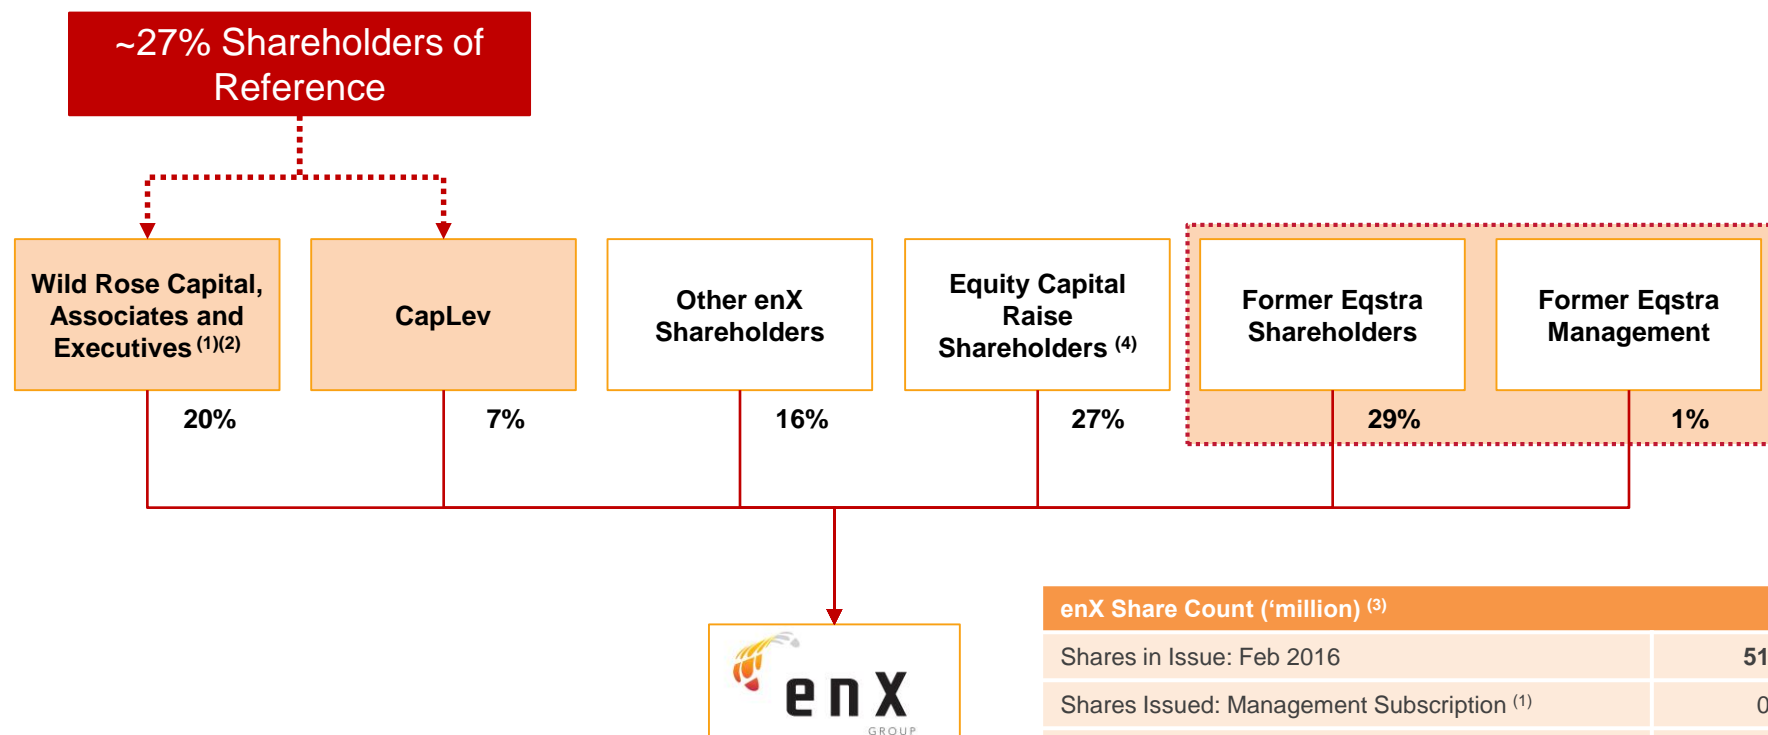 ~27% Shareholders of
Reference
Wild Rose Capital,
Associates and
Executives (1)(2)
CapLev
Other enX
Shareholders
Equity Capital
Raise
Shareholders (4)
Former Eqstra
Shareholders
Former Eqstra
Management
20%
7%
16%
27%
29%
1%
enX
GROUP
enX Share Count (‘million) (3)
Shares in Issue: Feb 2016 51
Shares Issued: Management Subscription (1) 0